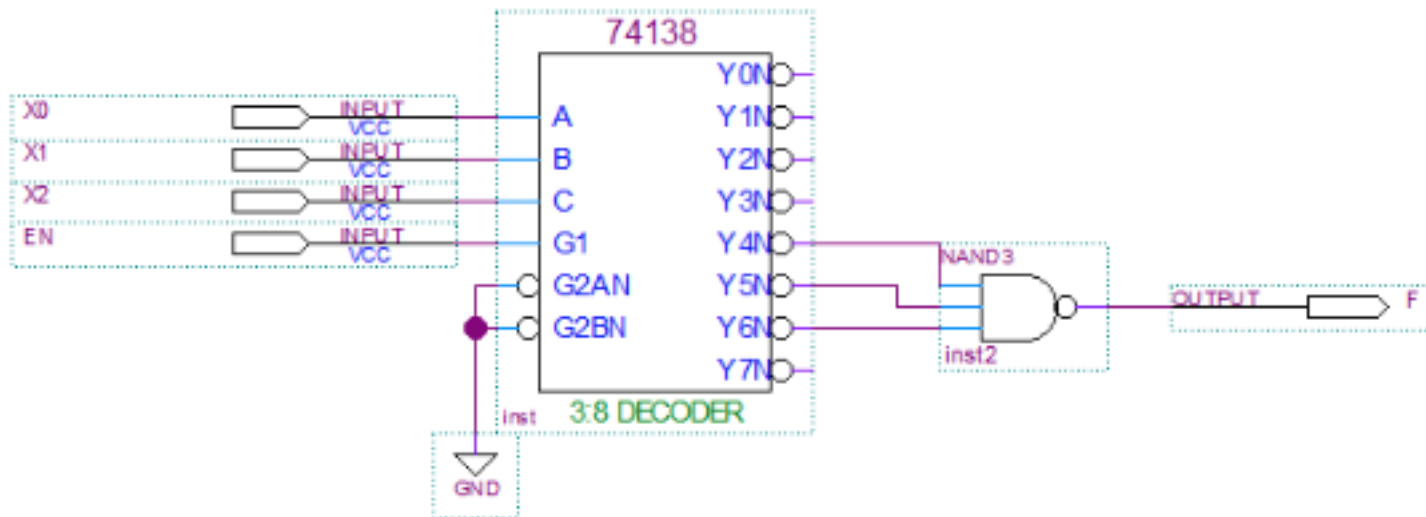 74138
X0 INPUT VCC
X1 INPUT VCC
X2 INPUT VCC
EN INPUT VCC
A
B
C
G1
G2AN
G2BN
Y0N
Y1N
Y2N
Y3N
Y4N
Y5N
Y6N
Y7N
inst
3:8 DECODER
GND
NAND3
inst2
OUTPUT F